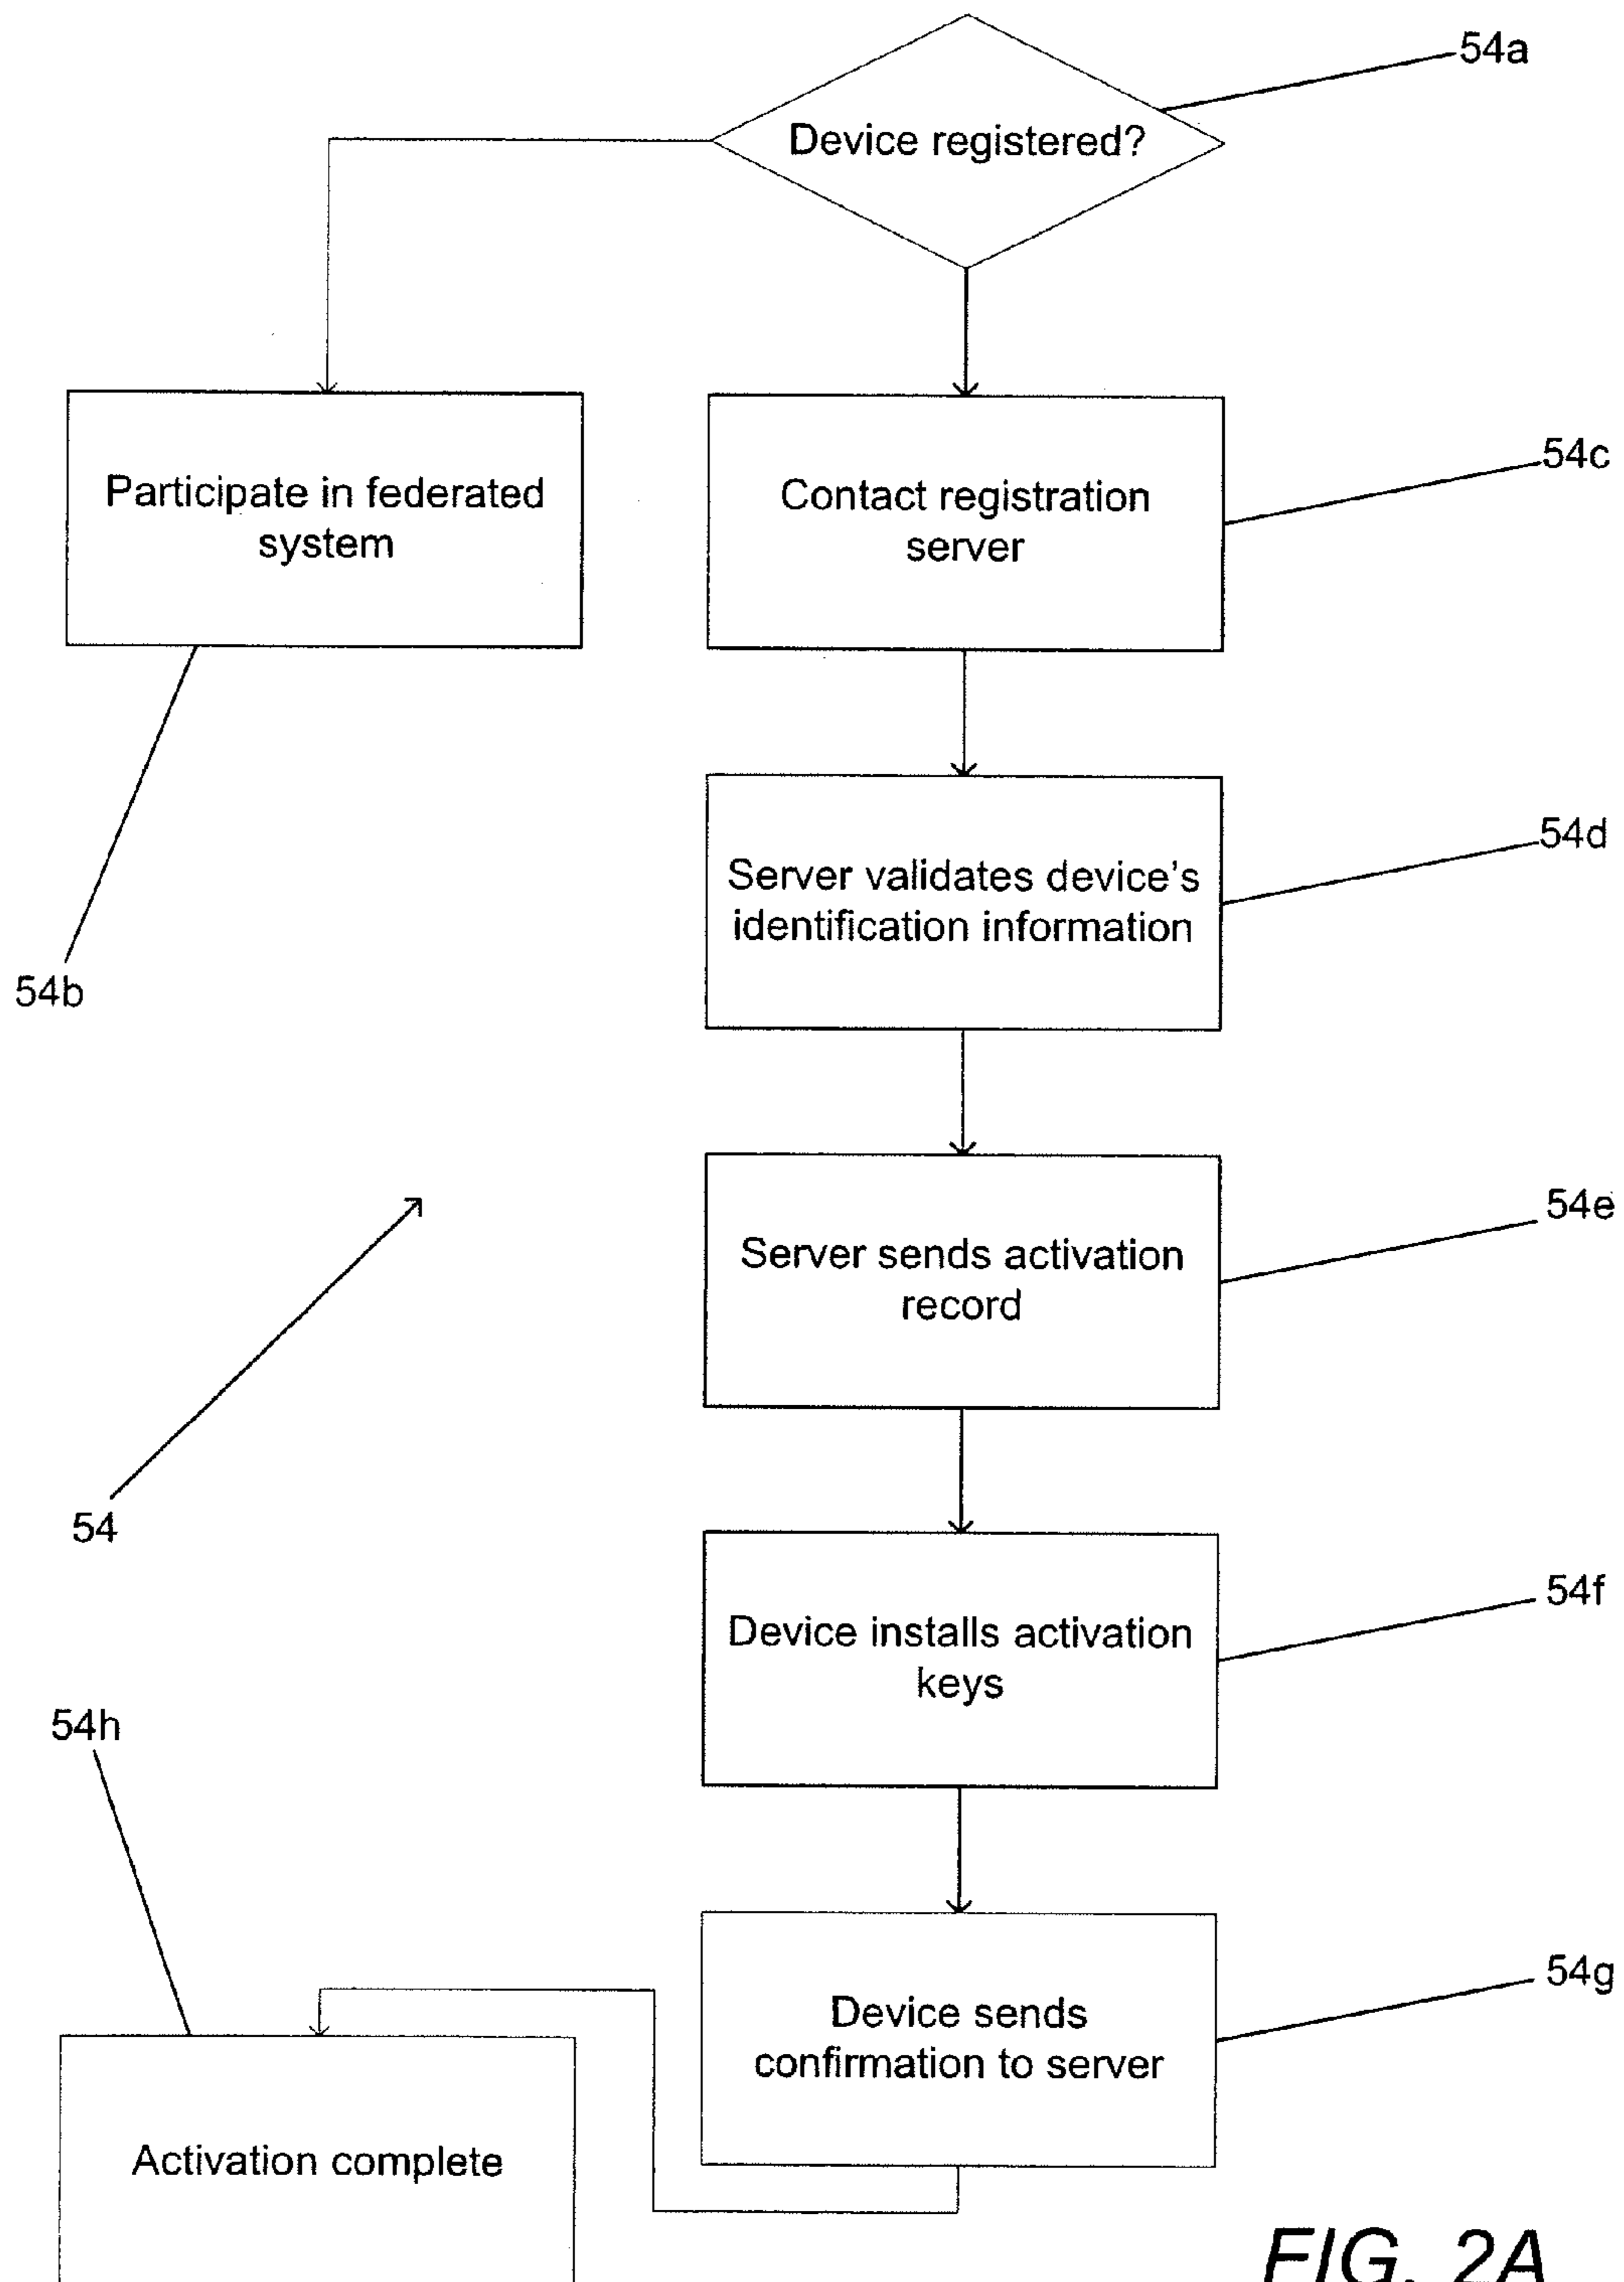 54a
Device registered?
Participate in federated
system
Contact registration
server
54c
54b
Server validates device's
identification information
54d
54
Server sends activation
record
54e
Device installs activation
keys
54f
54h
Device sends
confirmation to server
54g
Activation complete
FIG. 2A